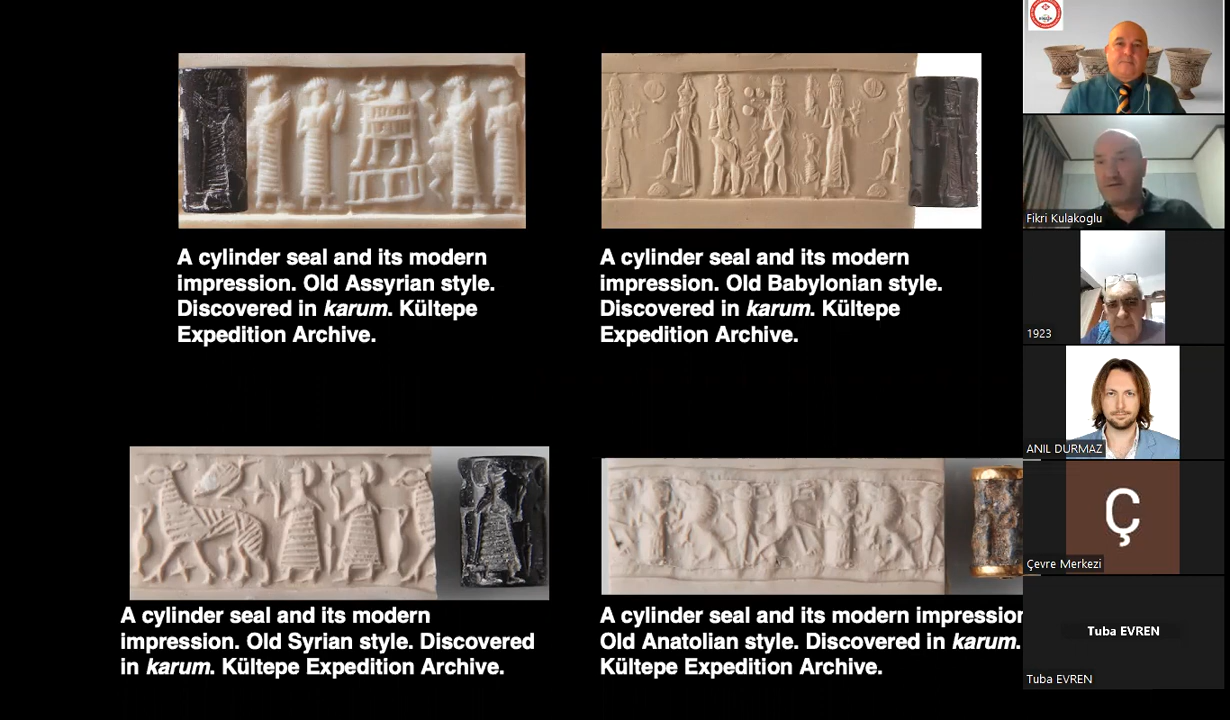 A cylinder seal and its modern
impression. Old Assyrian style.
Discovered in karum. Kültepe
Expedition Archive.
A cylinder seal and its modern
impression. Old Babylonian style.
Discovered in karum. Kültepe
Expedition Archive.
A cylinder seal and its modern
impression. Old Syrian style. Discovered
in karum. Kültepe Expedition Archive.
A cylinder seal and its modern impression
Old Anatolian style. Discovered in karum.
Kültepe Expedition Archive.
Fikri Kulakoglu
1923
ANIL DURMAZ
Ç
Çevre Merkezi
Tuba EVREN
Tuba EVREN